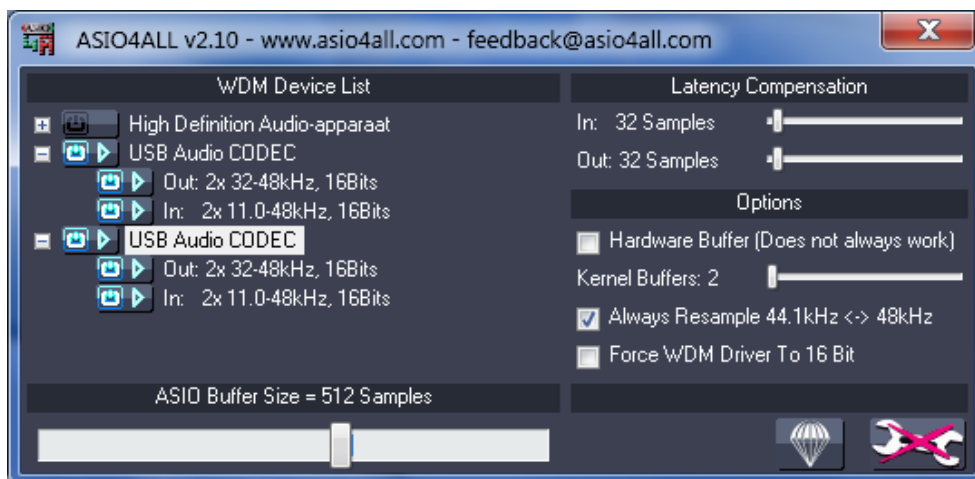 ASIO4ALL v2.10 - www.asio4all.com - feedback@asio4all.com
WDM Device List
High Definition Audio-apparaat
USB Audio CODEC
Out: 2x 32-48kHz, 16Bits
In: 2x 11.0-48kHz, 16Bits
USB Audio CODEC
Out: 2x 32-48kHz, 16Bits
In: 2x 11.0-48kHz, 16Bits
ASIO Buffer Size = 512 Samples
Latency Compensation
In: 32 Samples
Out: 32 Samples
Options
Hardware Buffer (Does not always work)
Kernel Buffers: 2
Always Resample 44.1kHz <-> 48kHz
Force WDM Driver To 16 Bit